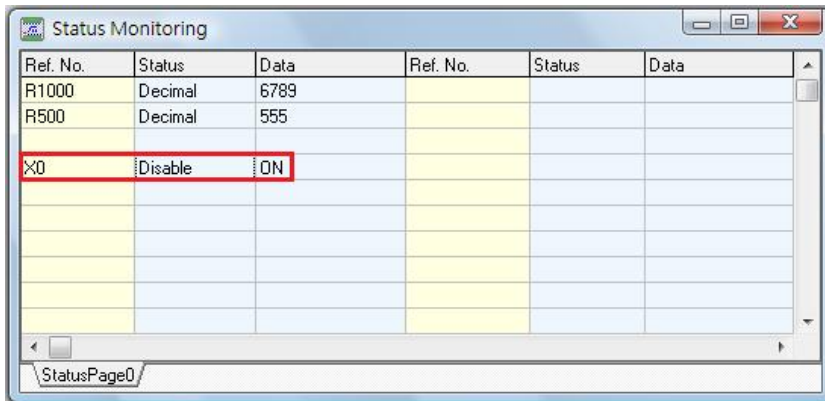 Status Monitoring
Ref. No. Status Data Ref. No. Status Data
R1000 Decimal 6789
R500 Decimal 555
X0 Disable ON
StatusPage0